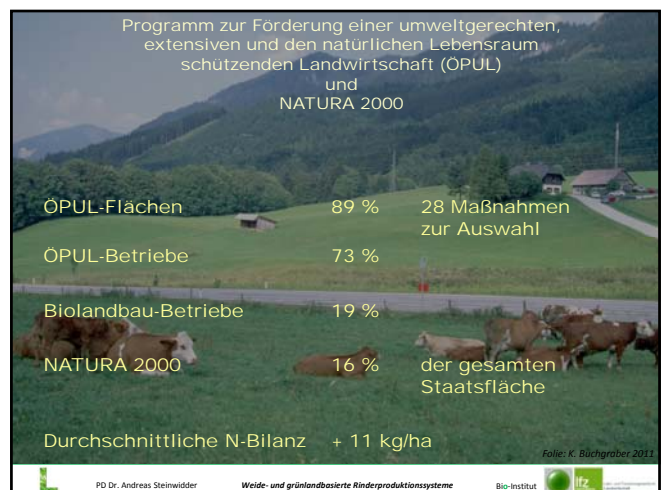 Programm zur Förderung einer umweltgerechten,
extensiven und den natürlichen Lebensraum
schützenden Landwirtschaft (ÖPUL)
und
NATURA 2000
ÖPUL-Flächen 89 % 28 Maßnahmen
zur Auswahl
ÖPUL-Betriebe 73 %
Biolandbau-Betriebe 19 %
NATURA 2000 16 % der gesamten
Staatsfläche
Durchschnittliche N-Bilanz + 11 kg/ha
Folie: K. Buchgraber 2011
PD Dr. Andreas Steinwidder Weide- und grünlandbasierte Rinderproduktionssysteme Bio-Institut lfz